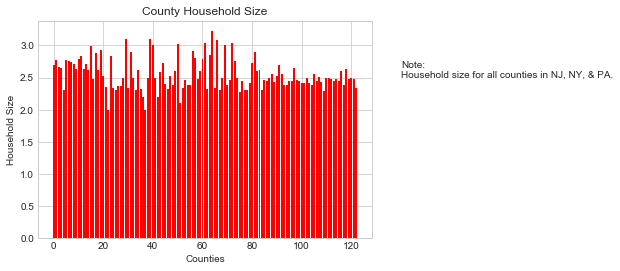 County Household Size
3.0
2.5
2.0
1.5
1.0
0.5
0.0
Household Size
0 20 40 60 80 100 120
Counties
Note:
Household size for all counties in NJ, NY, & PA.